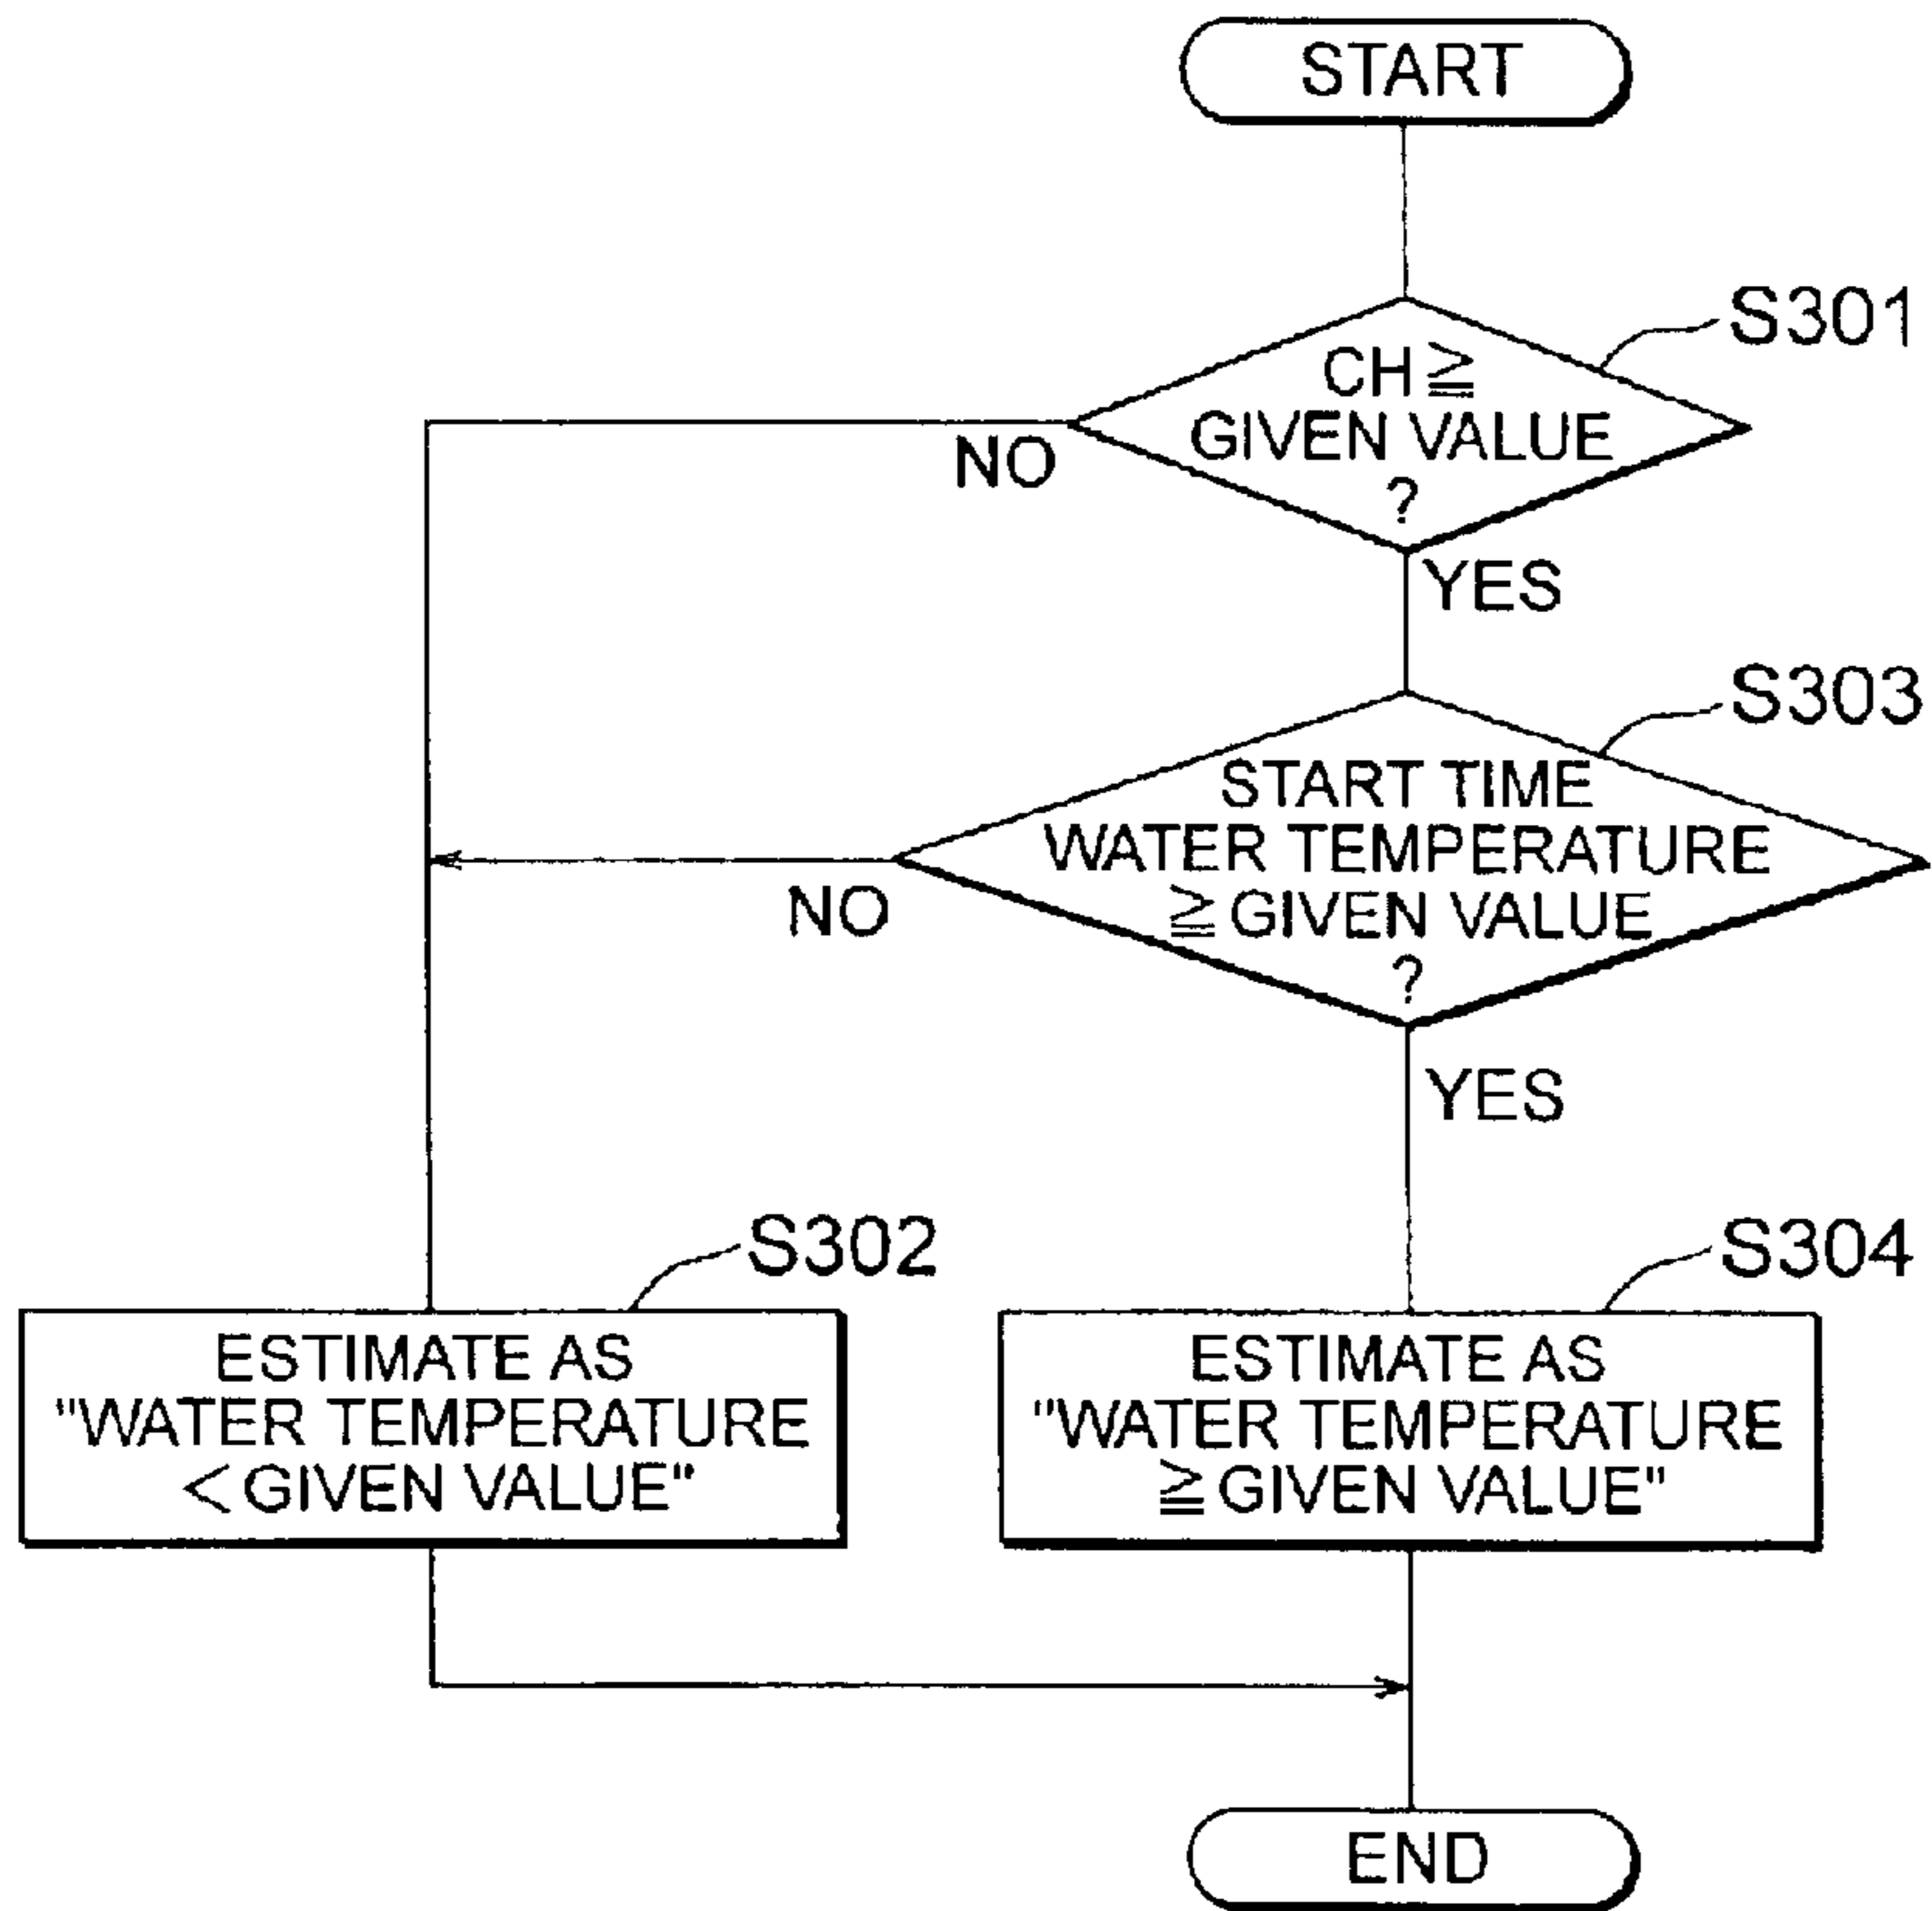 START
S301
CH≧
GIVEN VALUE
?
NO
YES
S303
START TIME
WATER TEMPERATURE
≧GIVEN VALUE
?
NO
YES
S302
ESTIMATE AS
"WATER TEMPERATURE
<GIVEN VALUE"
S304
ESTIMATE AS
"WATER TEMPERATURE
≧GIVEN VALUE"
END